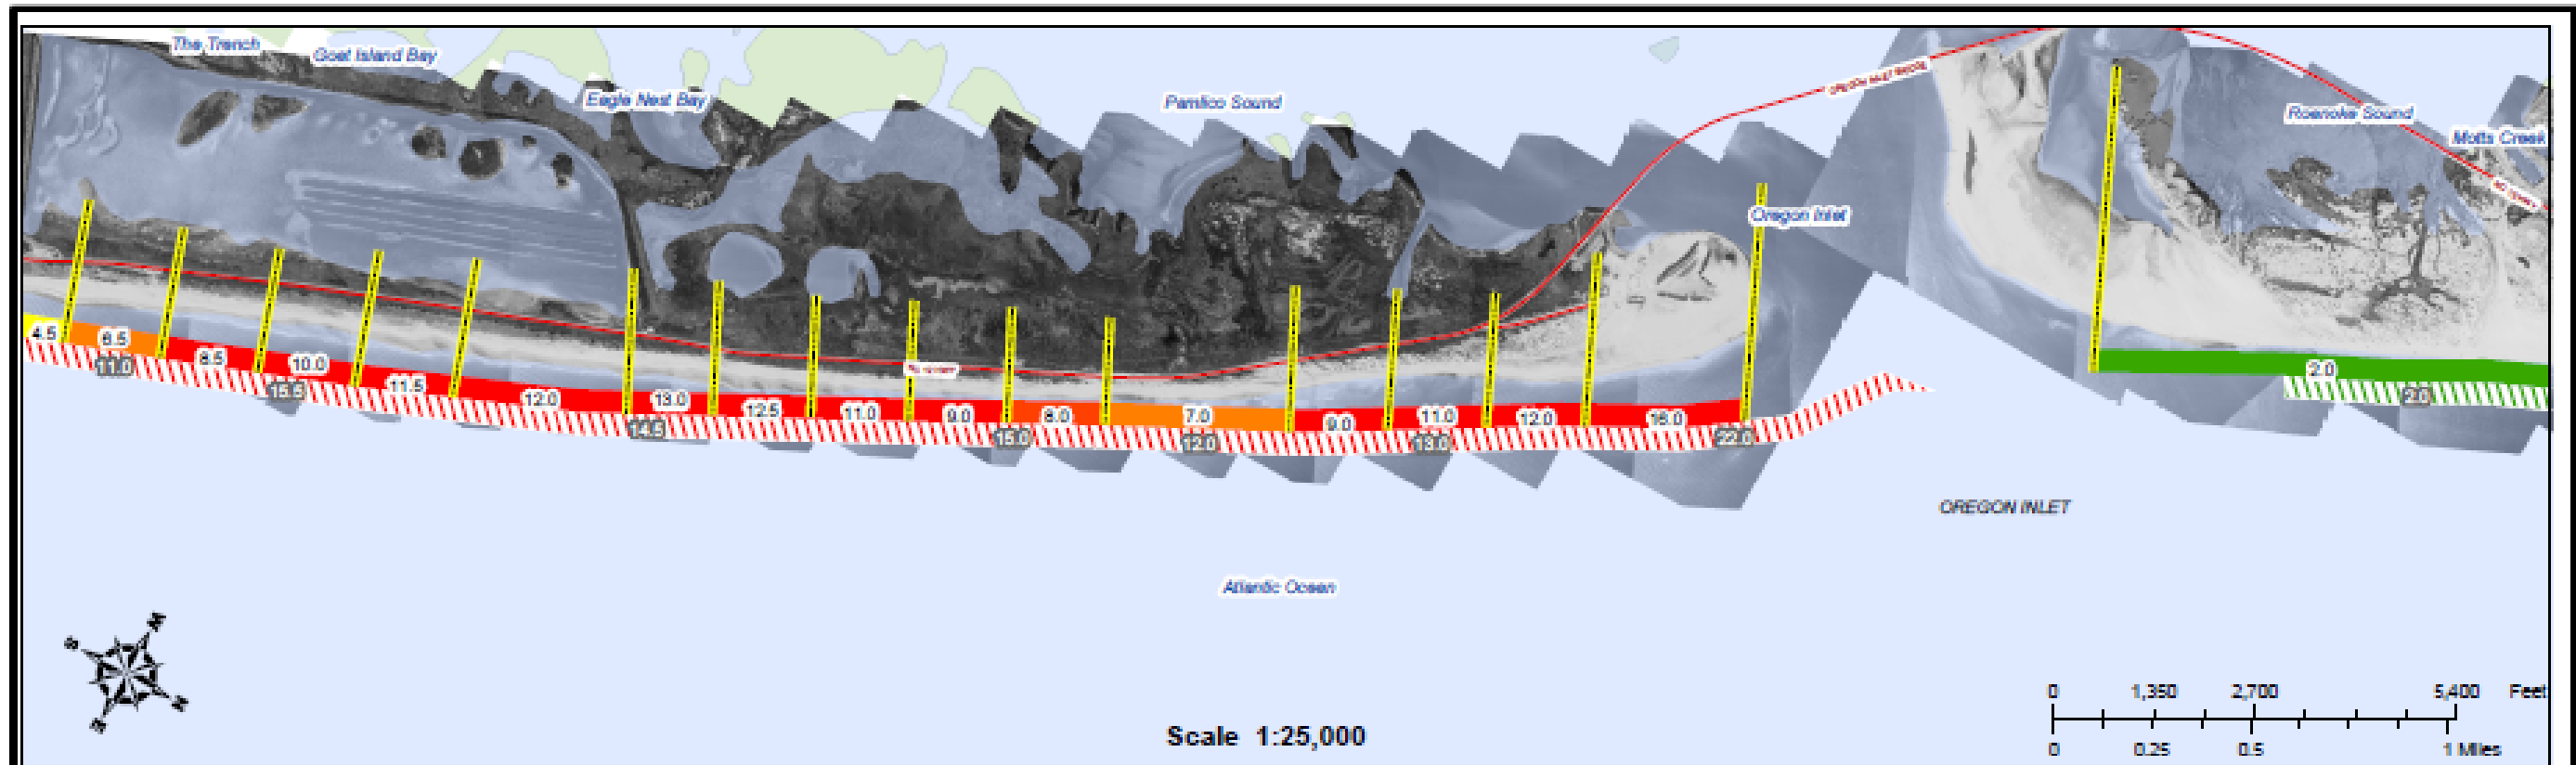 The Trench
Goat Island Bay
Eagle Nest Bay
Pamlico Sound
Oregon Inlet
OREGON INLET BRIDGE
Roanoke Sound
Motts Creek
4.5
6.5
8.5
10.0
11.5
12.0
13.0
12.5
11.0
9.0
8.0
7.0
9.0
11.0
12.0
16.0
2.0
11.0
15.5
14.5
15.0
12.0
13.0
22.0
2.0
OREGON INLET
Atlantic Ocean
S
N
Scale 1:25,000
0 1,350 2,700 5,400 Feet
0 0.25 0.5 1 Miles